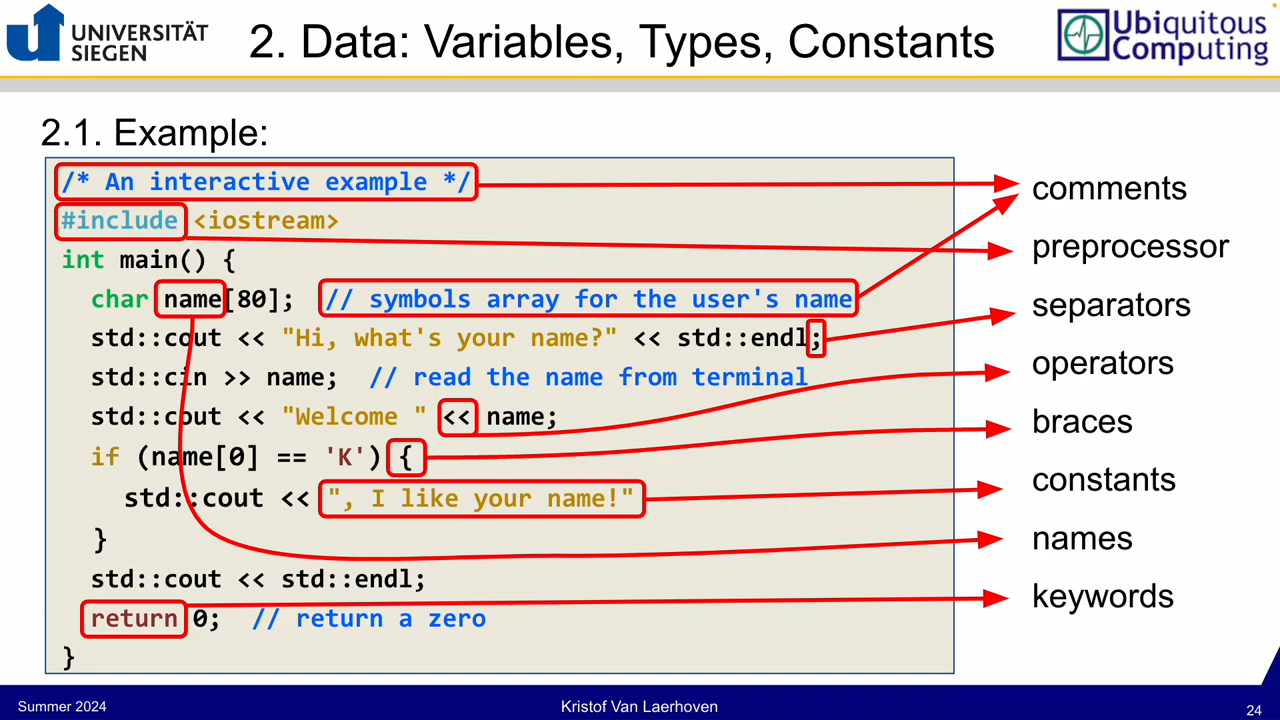 UNIVERSITÄT
SIEGEN
2. Data: Variables, Types, Constants
Ubiquitous
Computing
2.1. Example:
/* An interactive example */
#include <iostream>
int main() {
char name[80];  // symbols array for the user's name
std::cout << "Hi, what's your name?" << std::endl;
std::cin >> name;  // read the name from terminal
std::cout << "Welcome " << name;
if (name[0] == 'K') {
std::cout << ", I like your name!"
}
std::cout << std::endl;
return 0;  // return a zero
}
comments
preprocessor
separators
operators
braces
constants
names
keywords
Summer 2024
Kristof Van Laerhoven
24